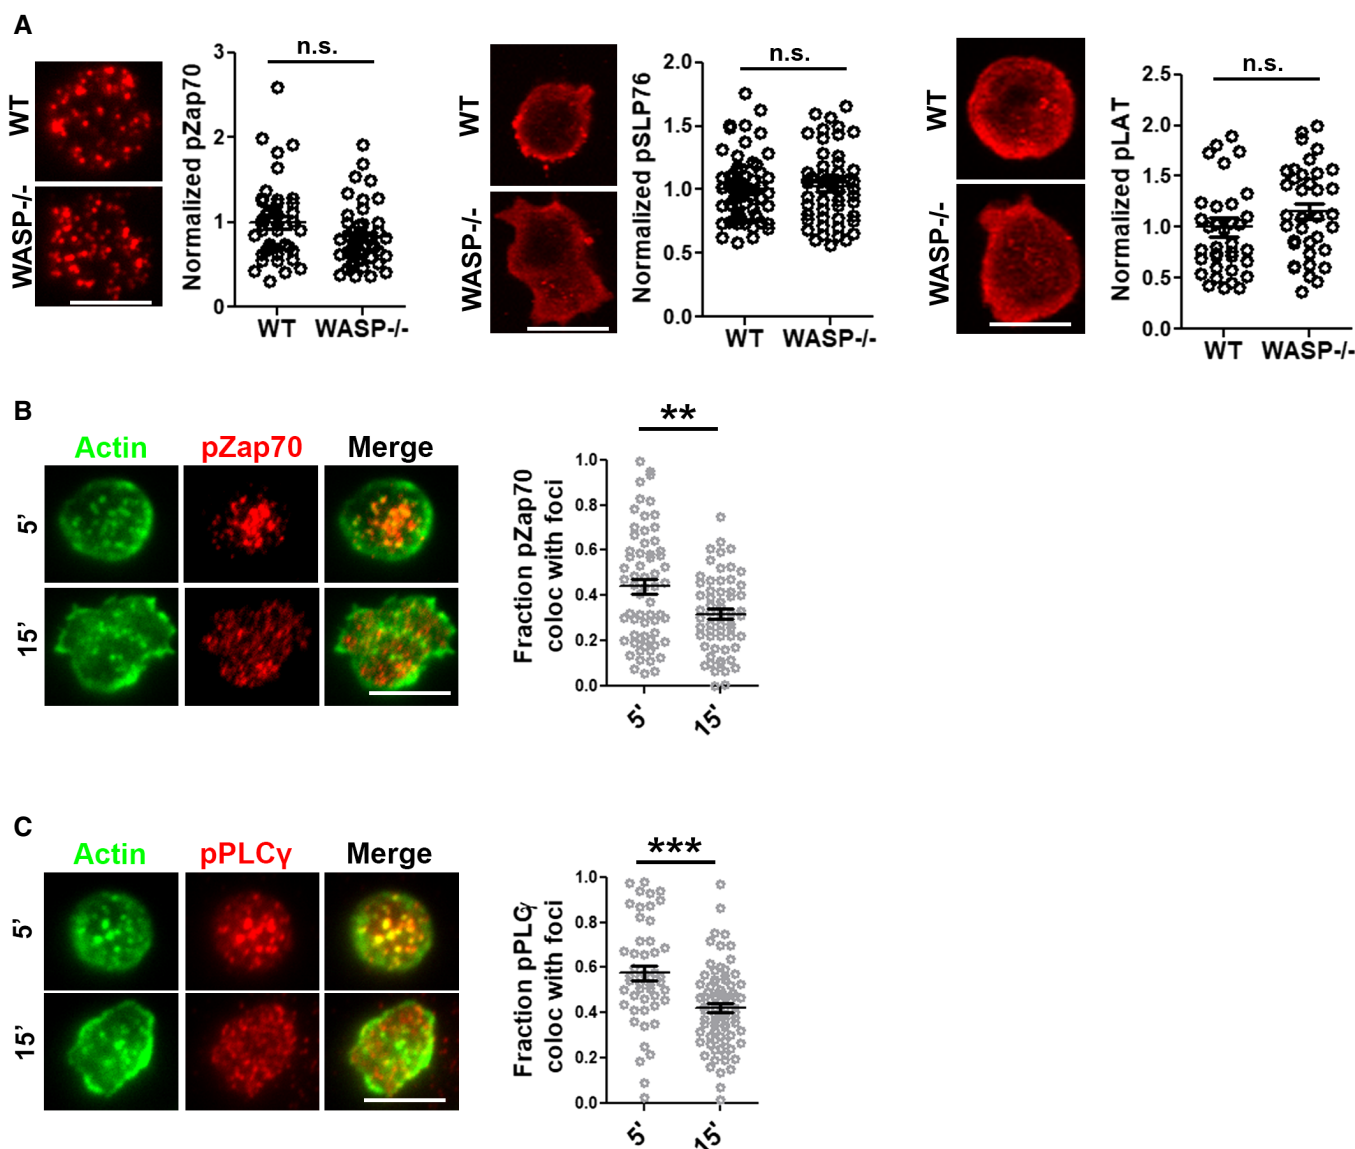 A
WT
WASP-/-
Normalized pZap70
3
2
1
0
n.s.
WT WASP-/-
WT
WASP-/-
Normalized pSLP76
2.0
1.5
1.0
0.5
0.0
n.s.
WT WASP-/-
WT
WASP-/-
Normalized pLAT
2.5
2.0
1.5
1.0
0.5
0.0
n.s.
WT WASP-/-
B
Actin pZap70 Merge
5’
15’
Fraction pZap70
coloc with foci
1.0
0.8
0.6
0.4
0.2
0.0
**
5'
15'
C
Actin pPLCγ Merge
5’
15’
Fraction pPLCγ
coloc with foci
1.0
0.8
0.6
0.4
0.2
0.0
***
5'
15'